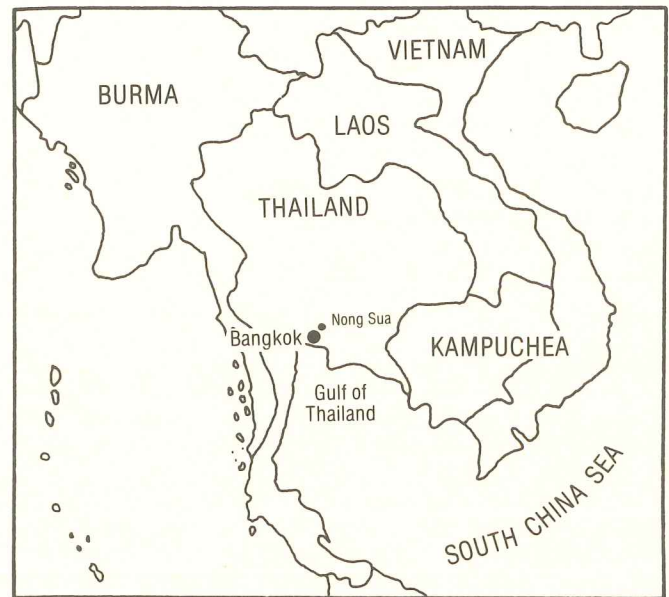 VIETNAM
BURMA
LAOS
THAILAND
Nong Sua
Bangkok
KAMPUCHEA
Gulf of
Thailand
SOUTH CHINA SEA